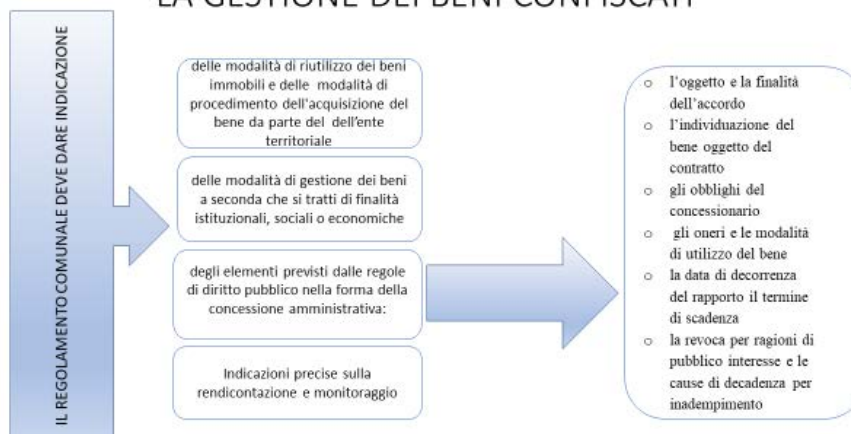 LA GESTIONE DEI BENI CONFISCATI
IL REGOLAMENTO COMUNALE DEVE DARE INDICAZIONE
delle modalità di riutilizzo dei beni
immobili e delle modalità di
procedimento dell'acquisizione del
bene da parte del dell'ente
territoriale
delle modalità di gestione dei beni
a seconda che si tratti di finalità
istituzionali, sociali o economiche
degli elementi previsti dalle regole
di diritto pubblico nella forma della
concessione amministrativa:
Indicazioni precise sulla
rendicontazione e monitoraggio
o l'oggetto e la finalità
dell'accordo
o l'individuazione del
bene oggetto del
contratto
o gli obblighi del
concessionario
o gli oneri e le modalità
di utilizzo del bene
o la data di decorrenza
del rapporto il termine
di scadenza
o la revoca per ragioni di
pubblico interesse e le
cause di decadenza per
inadempimento